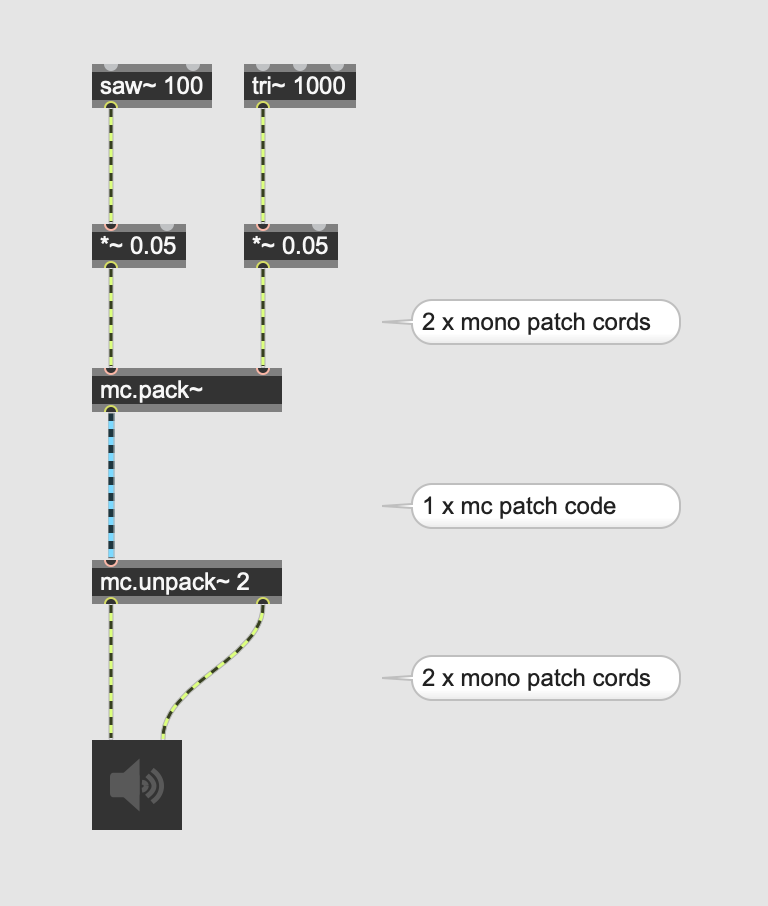 saw~ 100
tri~ 1000
*~ 0.05
*~ 0.05
2 x mono patch cords
mc.pack~
1 x mc patch code
mc.unpack~ 2
2 x mono patch cords